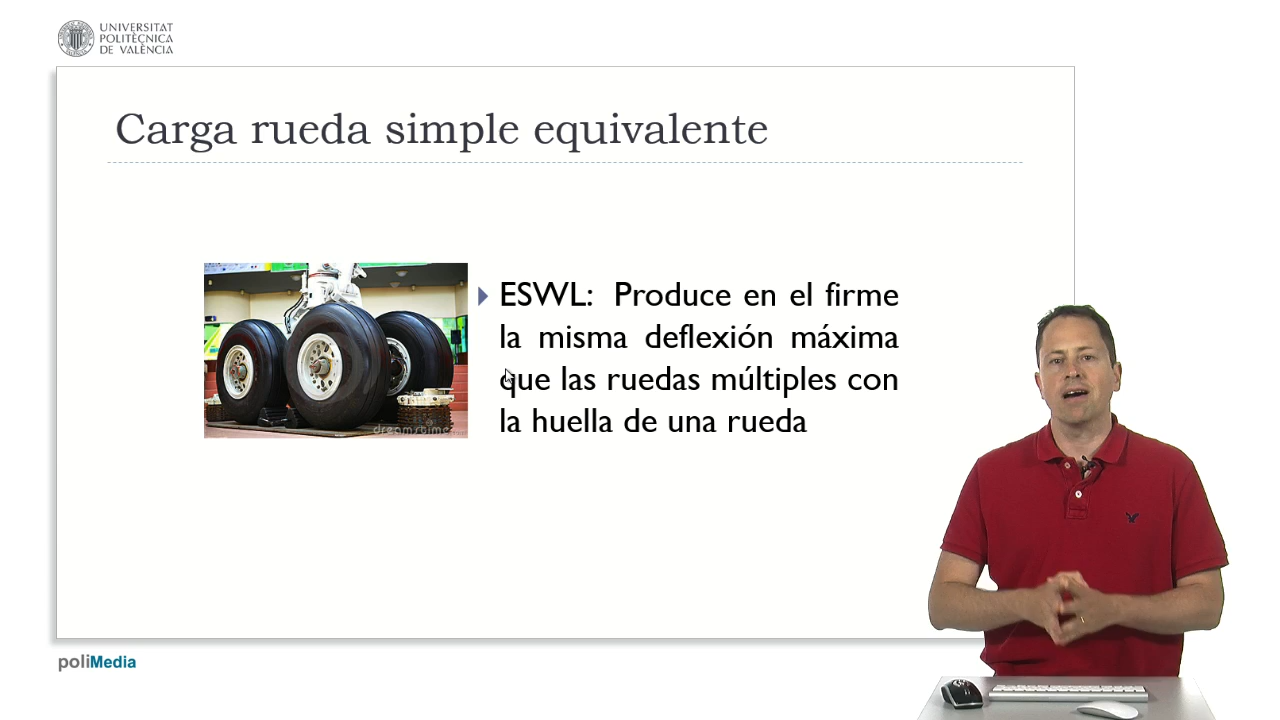 UNIVERSITAT
POLITÈCNICA
DE VALÈNCIA
Carga rueda simple equivalente
ESWL: Produce en el firme
la misma deflexión máxima
que las ruedas múltiples con
la huella de una rueda
dreamstime
poliMedia